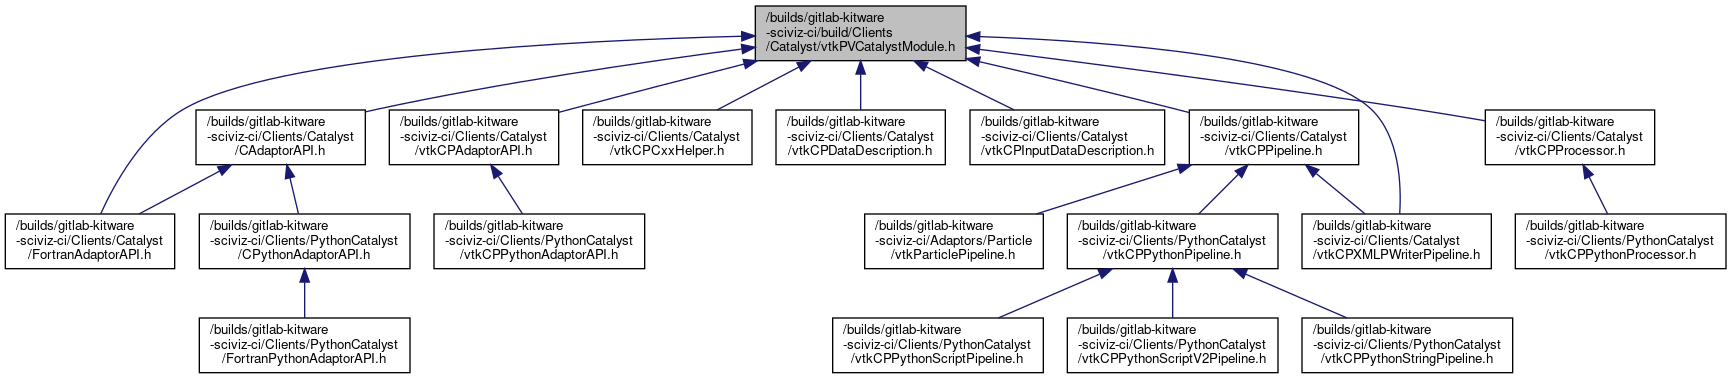 /builds/gitlab-kitware
-sciviz-ci/build/Clients
/Catalyst/vtkPVCatalystModule.h
/builds/gitlab-kitware
-sciviz-ci/Clients/Catalyst
/CAdaptorAPI.h
/builds/gitlab-kitware
-sciviz-ci/Clients/Catalyst
/vtkCPAdaptorAPI.h
/builds/gitlab-kitware
-sciviz-ci/Clients/Catalyst
/vtkCPCxxHelper.h
/builds/gitlab-kitware
-sciviz-ci/Clients/Catalyst
/vtkCPDataDescription.h
/builds/gitlab-kitware
-sciviz-ci/Clients/Catalyst
/vtkCPInputDataDescription.h
/builds/gitlab-kitware
-sciviz-ci/Clients/Catalyst
/vtkCPPipeline.h
/builds/gitlab-kitware
-sciviz-ci/Clients/Catalyst
/vtkCPProcessor.h
/builds/gitlab-kitware
-sciviz-ci/Clients/Catalyst
/FortranAdaptorAPI.h
/builds/gitlab-kitware
-sciviz-ci/Clients/PythonCatalyst
/CPythonAdaptorAPI.h
/builds/gitlab-kitware
-sciviz-ci/Clients/PythonCatalyst
/vtkCPPythonAdaptorAPI.h
/builds/gitlab-kitware
-sciviz-ci/Adaptors/Particle
/vtkParticlePipeline.h
/builds/gitlab-kitware
-sciviz-ci/Clients/PythonCatalyst
/vtkCPPythonPipeline.h
/builds/gitlab-kitware
-sciviz-ci/Clients/Catalyst
/vtkCPXMLPWriterPipeline.h
/builds/gitlab-kitware
-sciviz-ci/Clients/PythonCatalyst
/vtkCPPythonProcessor.h
/builds/gitlab-kitware
-sciviz-ci/Clients/PythonCatalyst
/FortranPythonAdaptorAPI.h
/builds/gitlab-kitware
-sciviz-ci/Clients/PythonCatalyst
/vtkCPPythonScriptPipeline.h
/builds/gitlab-kitware
-sciviz-ci/Clients/PythonCatalyst
/vtkCPPythonScriptV2Pipeline.h
/builds/gitlab-kitware
-sciviz-ci/Clients/PythonCatalyst
/vtkCPPythonStringPipeline.h